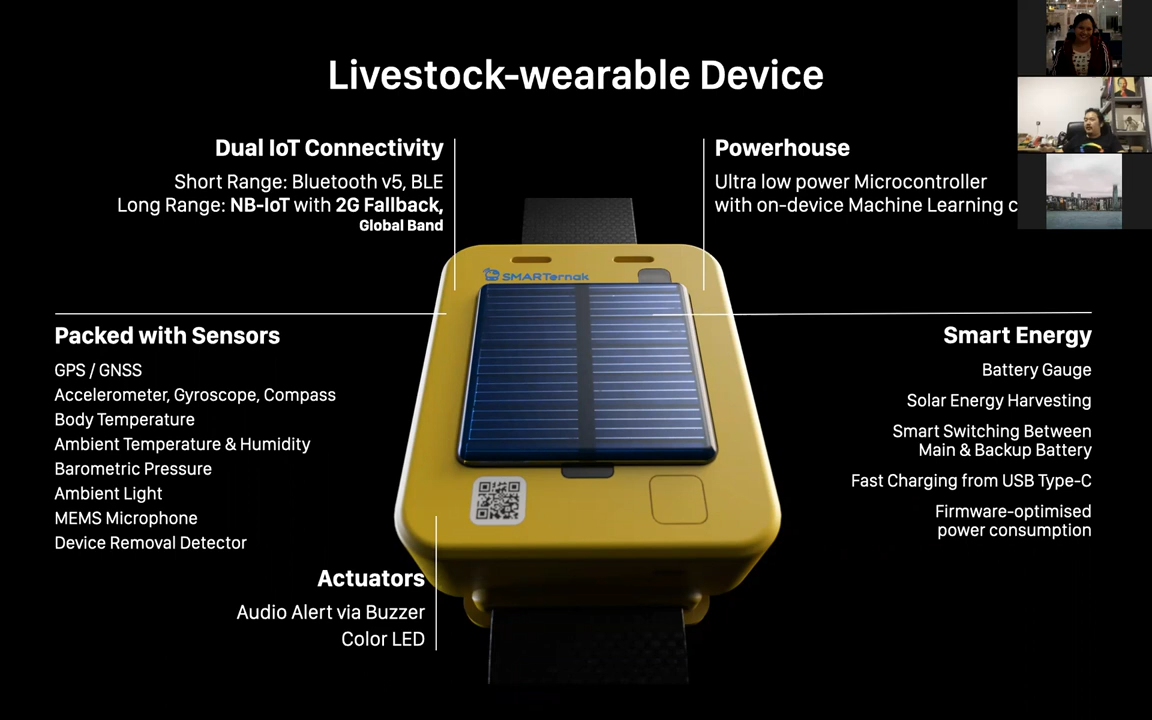 Livestock-wearable Device
Dual IoT Connectivity
Short Range: Bluetooth v5, BLE
Long Range: NB-IoT with 2G Fallback,
Global Band
Powerhouse
Ultra low power Microcontroller
with on-device Machine Learning c
SMARTernak
Packed with Sensors
GPS / GNSS
Accelerometer, Gyroscope, Compass
Body Temperature
Ambient Temperature & Humidity
Barometric Pressure
Ambient Light
MEMS Microphone
Device Removal Detector
Smart Energy
Battery Gauge
Solar Energy Harvesting
Smart Switching Between
Main & Backup Battery
Fast Charging from USB Type-C
Firmware-optimised
power consumption
Actuators
Audio Alert via Buzzer
Color LED